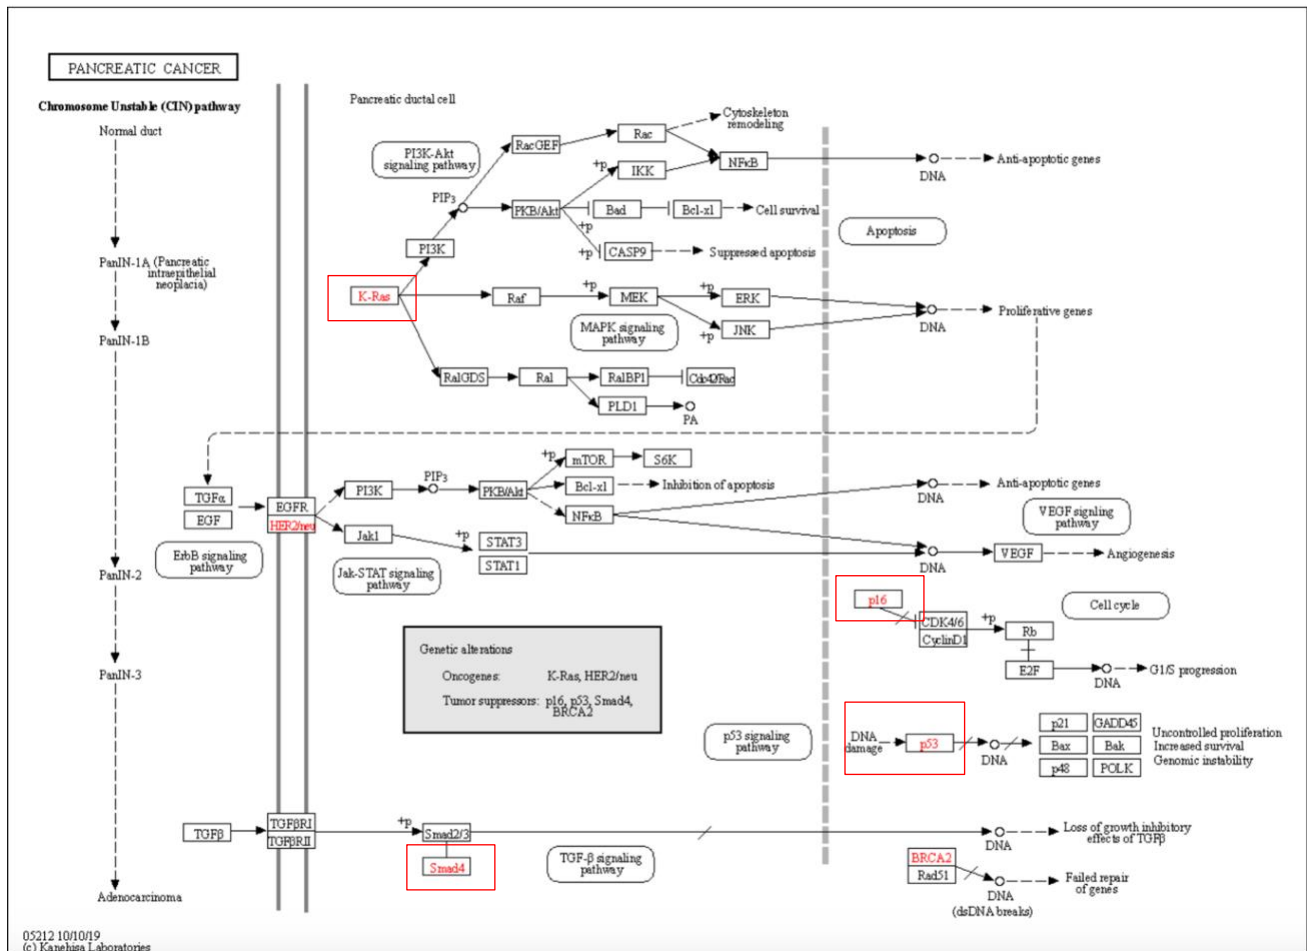 PANCREATIC CANCER
Chromosome Unstable (CIN) pathway
Normal duct
PanIN-1A (Pancreatic
intraepithelial
neoplacia)
PanIN-1B
PanIN-2
PanIN-3
Adenocarcinoma
Pancreatic ductal cell
PI3K-Akt
signaling pathway
RacGEF
Rac
Cytoskeleton
remodeling
+p
IKK
NFκB
DNA
Anti-apoptotic genes
PIP3
PKB/Akt
Bad
Bcl-xl
Cell survival
+p
+p
CASP9
Suppressed apoptosis
Apoptosis
PI3K
K-Ras
Raf
+p
MEK
+p
ERK
+p
JNK
MAPK signaling
pathway
DNA
Proliferative genes
RalGDS
Ral
RalBP1
Cdc42/Rac
PLD1
PA
TGFα
EGF
EGFR
HER2/neu
ErbB signaling
pathway
PI3K
PIP3
PKB/Akt
+p
mTOR
S6K
Bcl-xl
Inhibition of apoptosis
NFκB
DNA
Anti-apoptotic genes
VEGF signling
pathway
Jak1
+p
STAT3
STAT1
DNA
VEGF
Angiogenesis
Jak-STAT signaling
pathway
p16
CDK4/6
CyclinD1
+p
Rb
E2F
DNA
G1/S progression
Cell cycle
Genetic alterations
Oncogenes: K-Ras, HER2/neu
Tumor suppressors: p16, p53, Smad4,
BRCA2
p53 signaling
pathway
DNA
damage
p53
DNA
p21
GADD45
Bax
Bak
p48
POLK
Uncontrolled proliferation
Increased survival
Genomic instability
TGFβ
TGFβRI
TGFβRII
+p
Smad2/3
Smad4
TGF-β signaling
pathway
DNA
Loss of growth inhibitory
effects of TGFβ
BRCA2
Rad51
DNA
(dsDNA breaks)
Failed repair
of genes
05212 10/10/19
(c) Kanehisa Laboratories